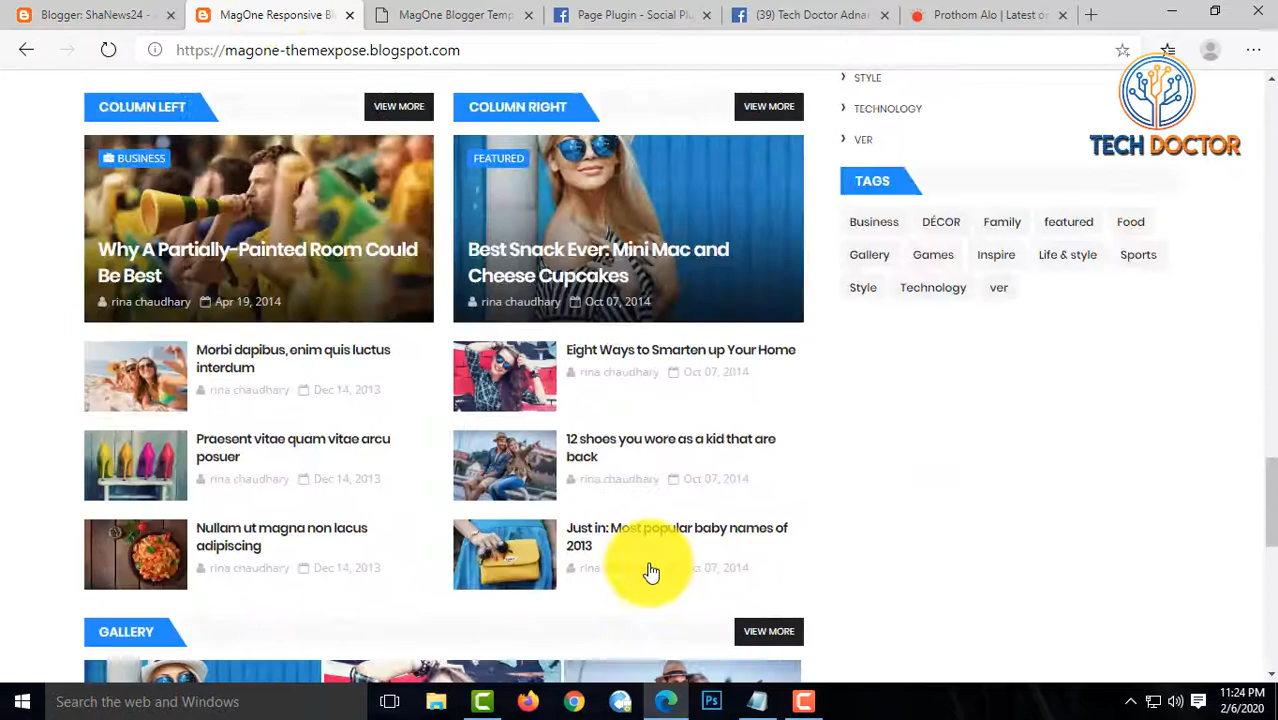 Blogger: ShaNews24 -
MagOne Responsive Bl
MagOne Blogger Temp
Page Plugin - Social Plu
(39) Tech Doctor Adnan
Prothom Alo | Latest on
https://magone-themexpose.blogspot.com
STYLE
TECHNOLOGY
VER
TECH DOCTOR
COLUMN LEFT
VIEW MORE
COLUMN RIGHT
VIEW MORE
TAGS
BUSINESS
FEATURED
Business DÉCOR Family featured Food
Gallery Games Inspire Life & style Sports
Style Technology ver
Why A Partially-Painted Room Could
Be Best
rina chaudhary Apr 19, 2014
Best Snack Ever: Mini Mac and
Cheese Cupcakes
rina chaudhary Oct 07, 2014
Morbi dapibus, enim quis luctus
interdum
rina chaudhary Dec 14, 2013
Eight Ways to Smarten up Your Home
rina chaudhary Oct 07, 2014
Praesent vitae quam vitae arcu
posuer
rina chaudhary Dec 14, 2013
12 shoes you wore as a kid that are
back
rina chaudhary Oct 07, 2014
Nullam ut magna non lacus
adipiscing
rina chaudhary Dec 14, 2013
Just in: Most popular baby names of
2013
rina Oct 07, 2014
GALLERY
VIEW MORE
Search the web and Windows
Ps
11:24 PM
2/6/2020